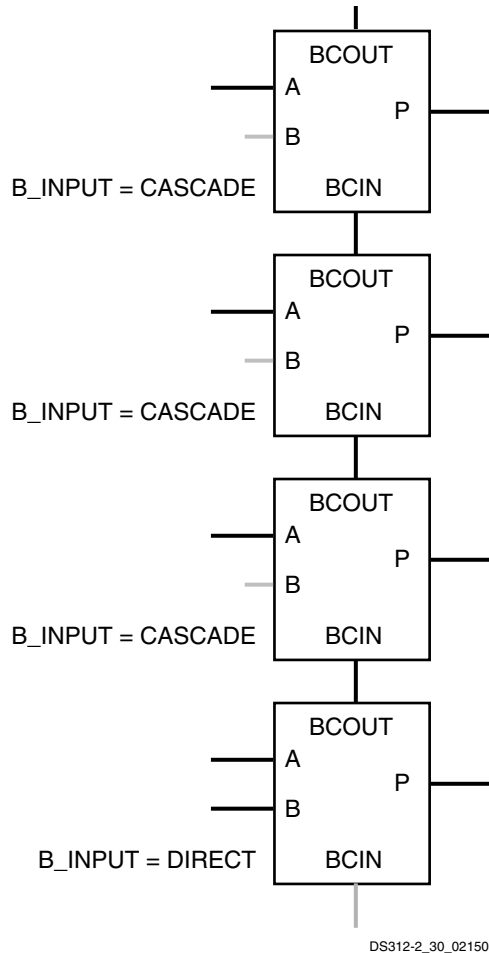 BCOUT
A
P
B
B_INPUT = CASCADE
BCIN
BCOUT
A
P
B
B_INPUT = CASCADE
BCIN
BCOUT
A
P
B
B_INPUT = CASCADE
BCIN
BCOUT
A
P
B
B_INPUT = DIRECT
BCIN
DS312-2_30_02150